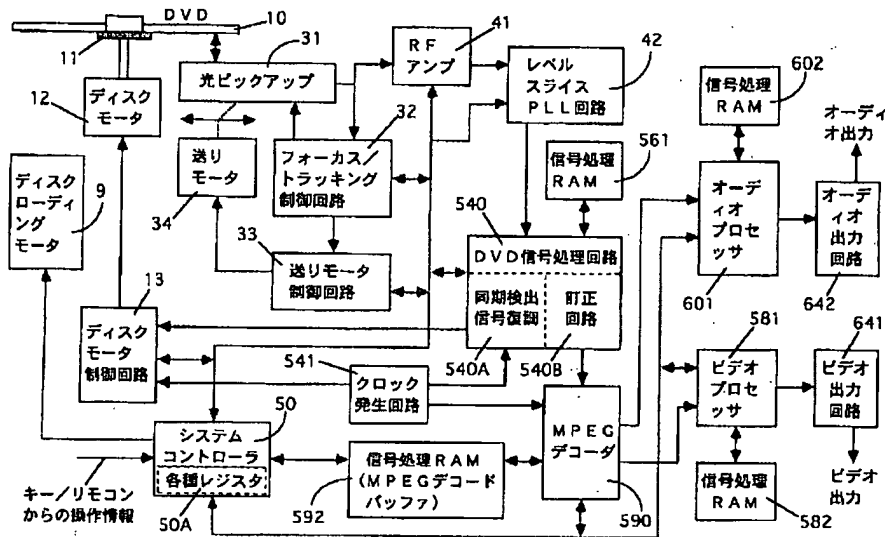 DVD
10
11
31
光ピックアップ
41
RF
アンプ
42
レベル
スライス
PLL回路
602
信号処理
RAM
オーディ
オ出力
12
ディスク
モータ
32
フォーカス/
トラッキング
制御回路
送り
モータ
34
信号処理
RAM
561
オー
ディオ
プロセ
ッサ
601
オーデ
ィオ
出力
回路
642
ディスク
ローディ
ング
モータ
9
33
送りモータ
制御回路
540
DVD信号処理回路
同期検出
信号復調
訂正
回路
540A
540B
13
ディスク
モータ
制御回路
541
クロック
発生回路
581
ビデオ
プロセ
ッサ
641
ビデオ
出力
回路
50
システム
コントローラ
各種レジスタ
50A
キー/リモコン
からの操作情報
信号処理RAM
(MPEGデコード
バッファ)
592
MPEG
デコーダ
590
信号処理
RAM
582
ビデオ
出力